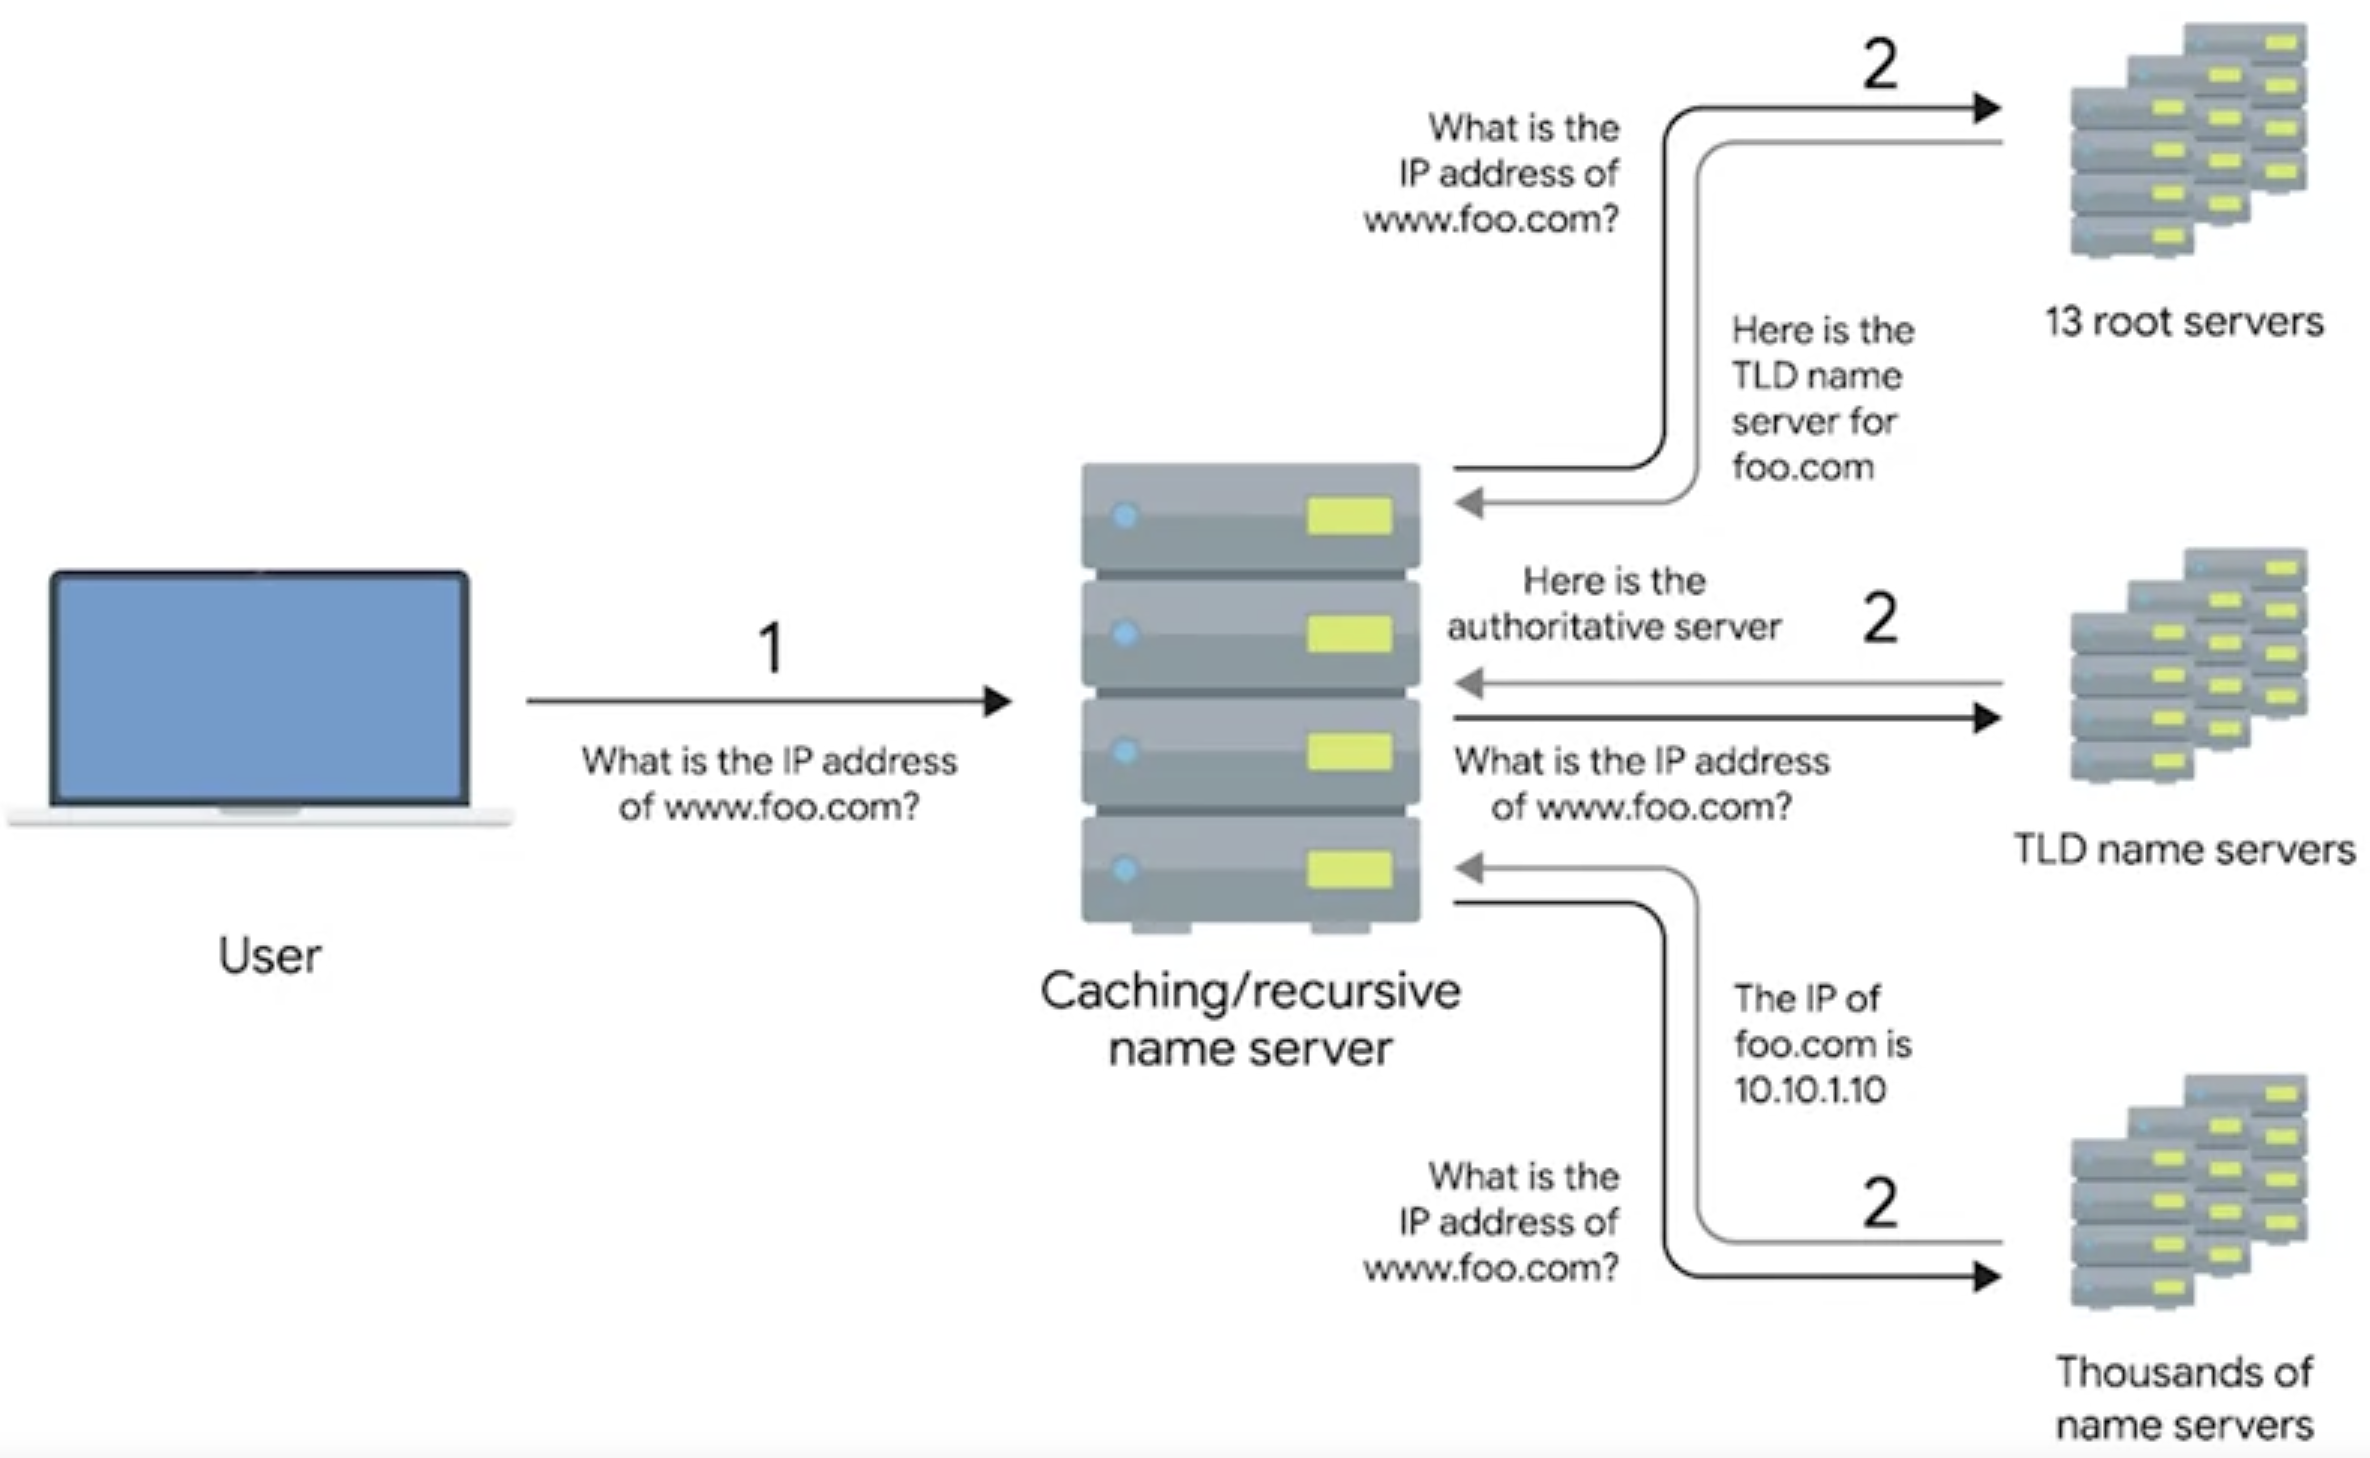 2
What is the
IP address of
www.foo.com?
13 root servers
Here is the
TLD name
server for
foo.com
1
What is the IP address
of www.foo.com?
User
Caching/recursive
name server
Here is the
authoritative server
2
What is the IP address
of www.foo.com?
TLD name servers
The IP of
foo.com is
10.10.1.10
What is the
IP address of
www.foo.com?
2
Thousands of
name servers